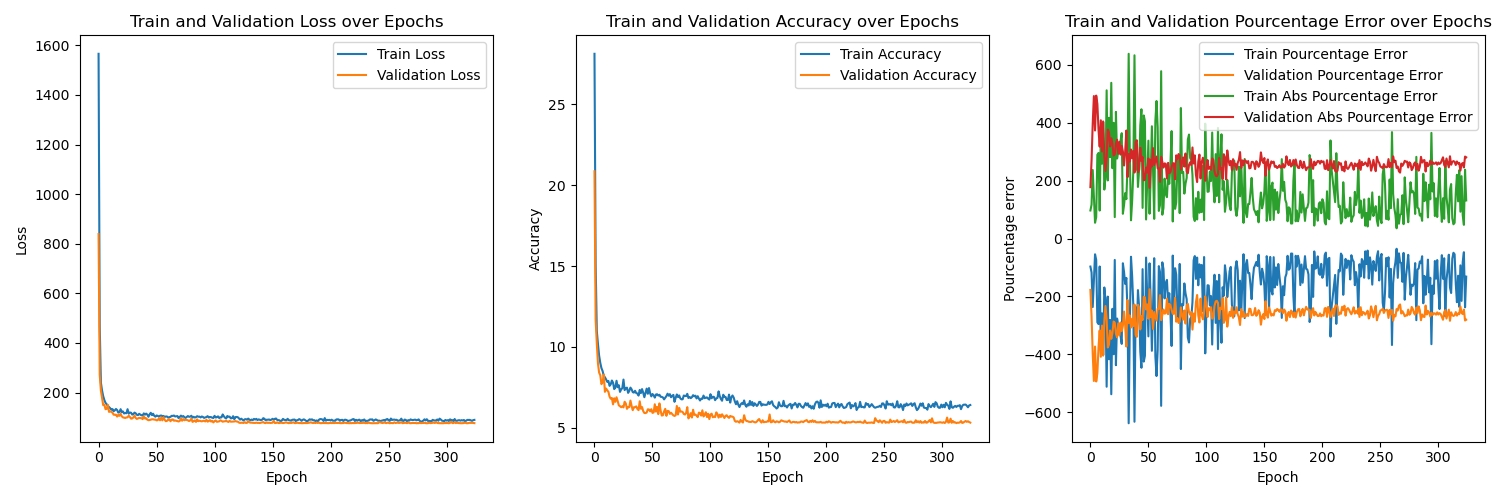 Train and Validation Loss over Epochs
Loss
1600
1400
1200
1000
800
600
400
200
0
50
100
150
200
250
300
Epoch
Train Loss
Validation Loss
Train and Validation Accuracy over Epochs
Accuracy
25
20
15
10
5
0
50
100
150
200
250
300
Epoch
Train Accuracy
Validation Accuracy
Train and Validation Pourcentage Error over Epochs
Pourcentage error
600
400
200
0
−200
−400
−600
0
50
100
150
200
250
300
Epoch
Train Pourcentage Error
Validation Pourcentage Error
Train Abs Pourcentage Error
Validation Abs Pourcentage Error